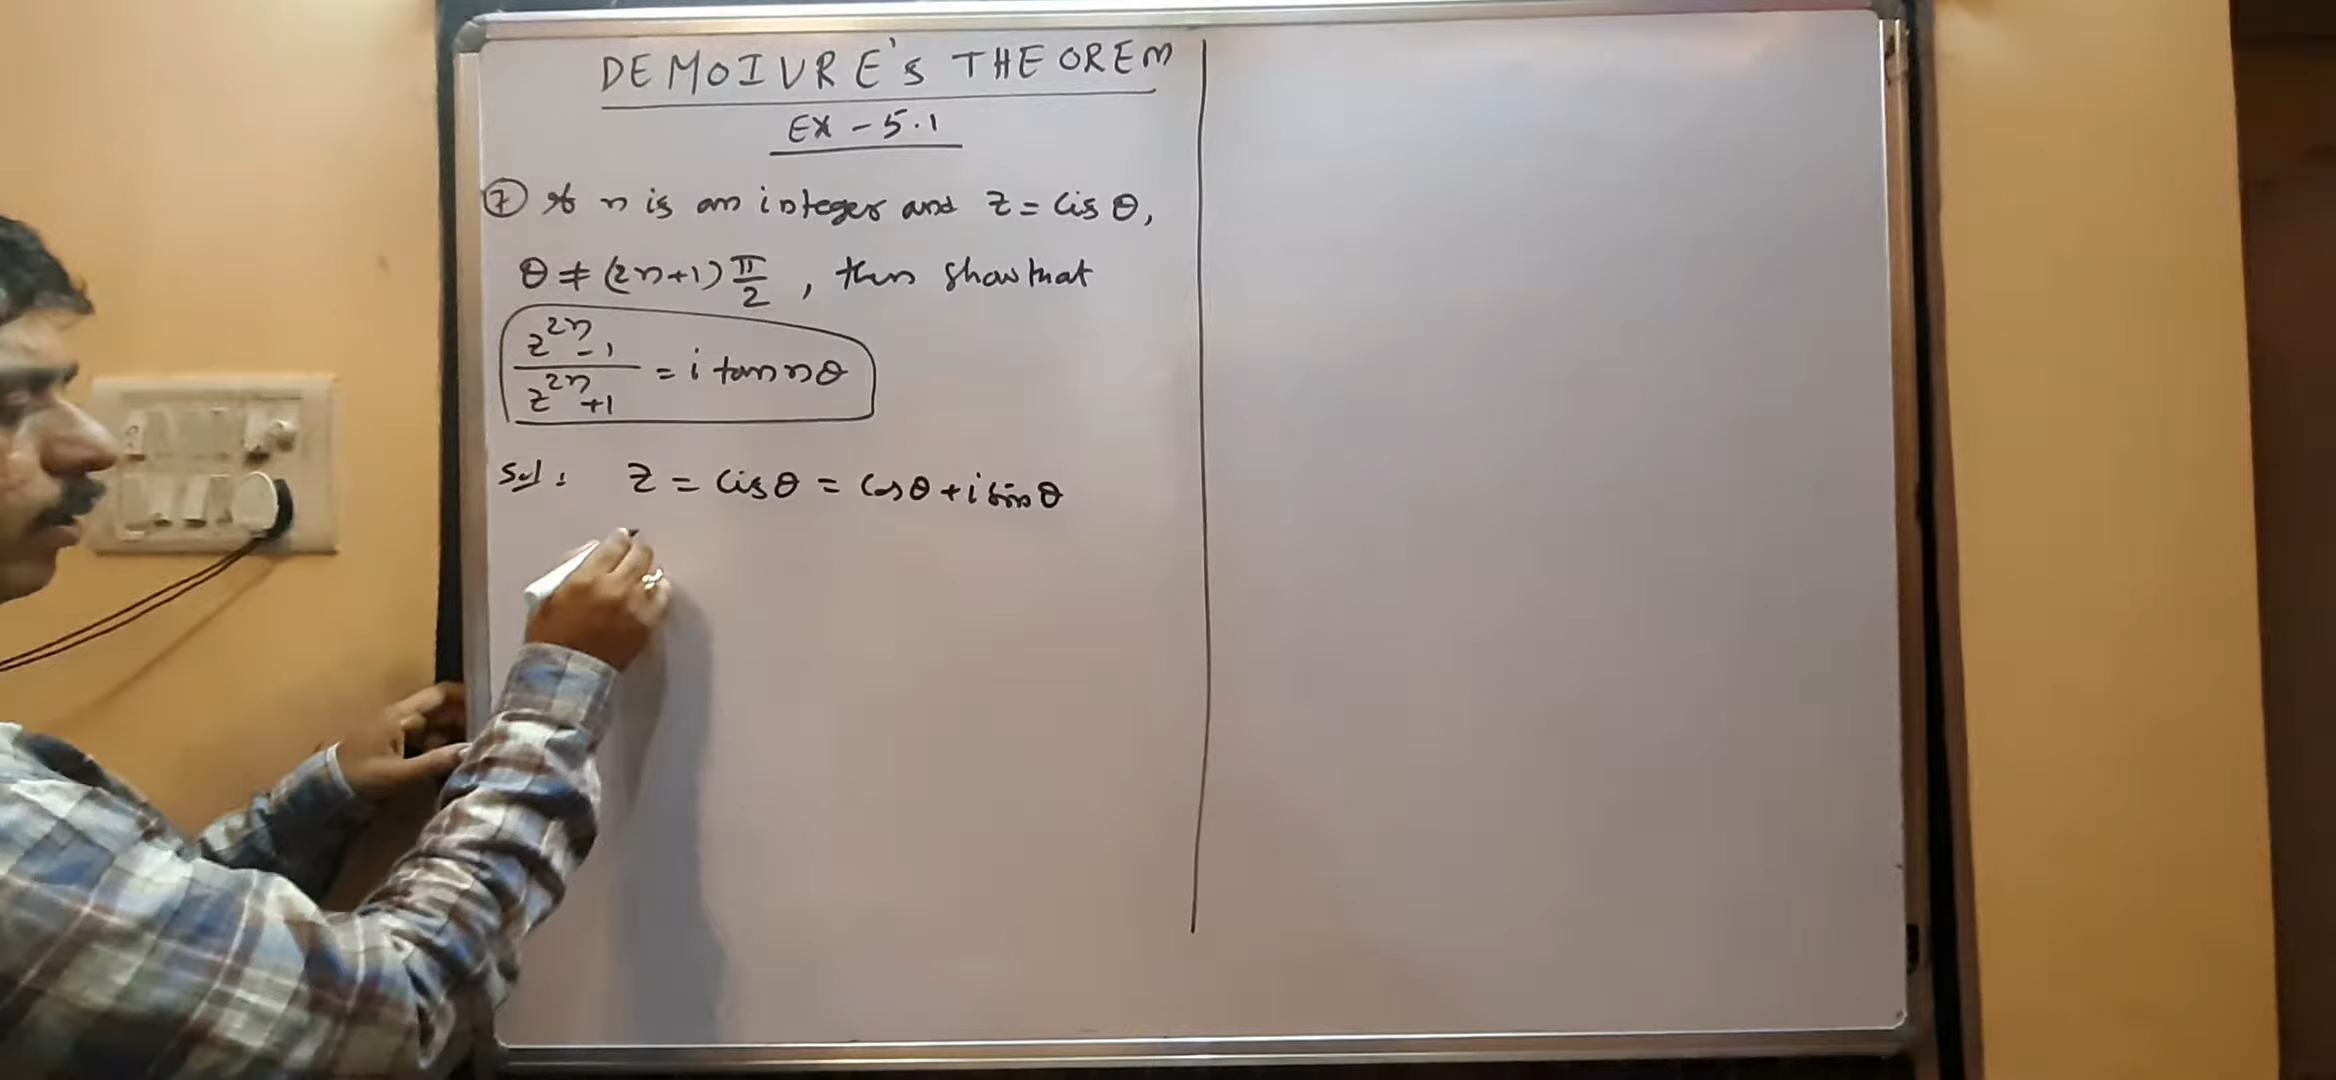 DEMOIVRE's THEOREM
EX - 5.1
⑦ If n is an integer and z = Cis θ,
θ ≠ (2n+1) π/2 , then show that
(z^2n - 1)/(z^2n + 1) = i tan nθ
Sol : z = Cis θ = Cos θ + i Sin θ